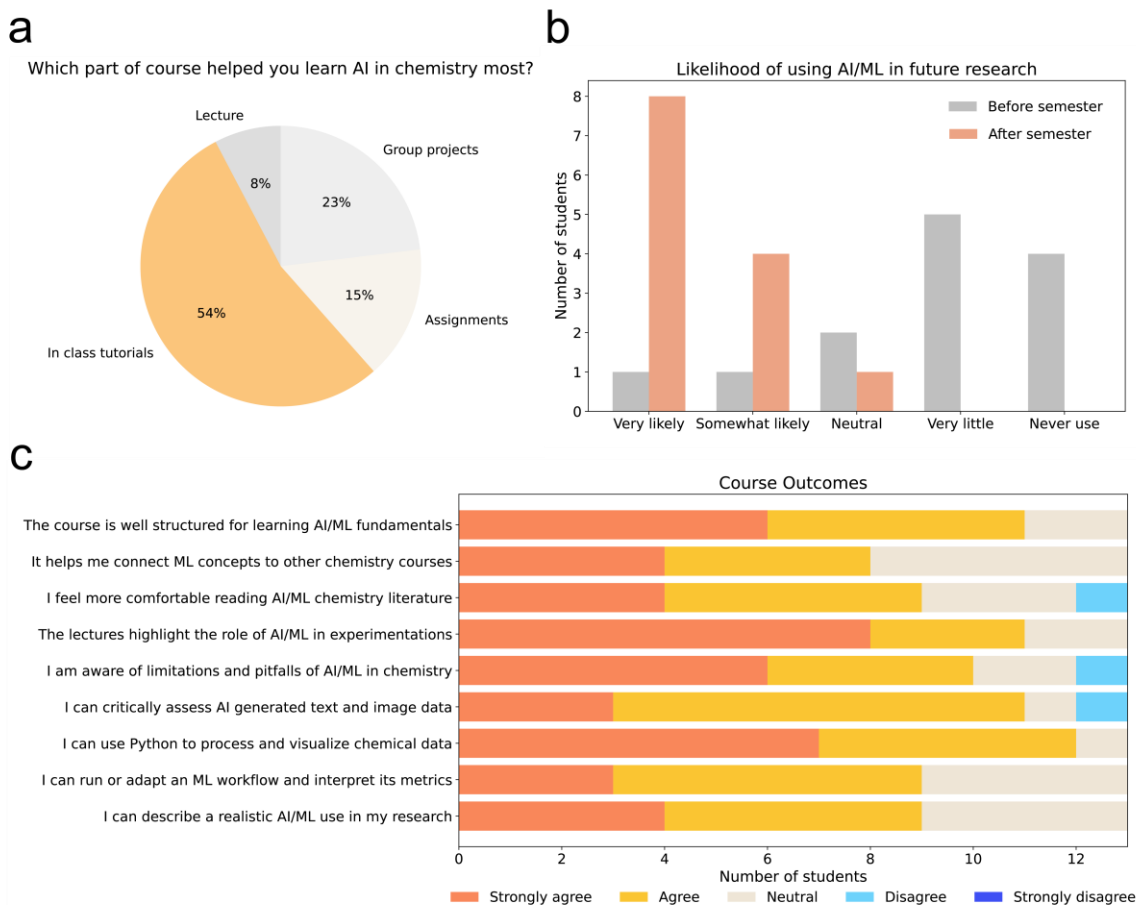 a
Which part of course helped you learn AI in chemistry most?
Lecture
Group projects
8%
23%
15%
Assignments
54%
In class tutorials
b
Likelihood of using AI/ML in future research
Before semester
After semester
Number of students
8
7
6
5
4
3
2
1
0
Very likely
Somewhat likely
Neutral
Very little
Never use
c
Course Outcomes
The course is well structured for learning AI/ML fundamentals
It helps me connect ML concepts to other chemistry courses
I feel more comfortable reading AI/ML chemistry literature
The lectures highlight the role of AI/ML in experimentations
I am aware of limitations and pitfalls of AI/ML in chemistry
I can critically assess AI generated text and image data
I can use Python to process and visualize chemical data
I can run or adapt an ML workflow and interpret its metrics
I can describe a realistic AI/ML use in my research
0 2 4 6 8 10 12
Number of students
Strongly agree Agree Neutral Disagree Strongly disagree